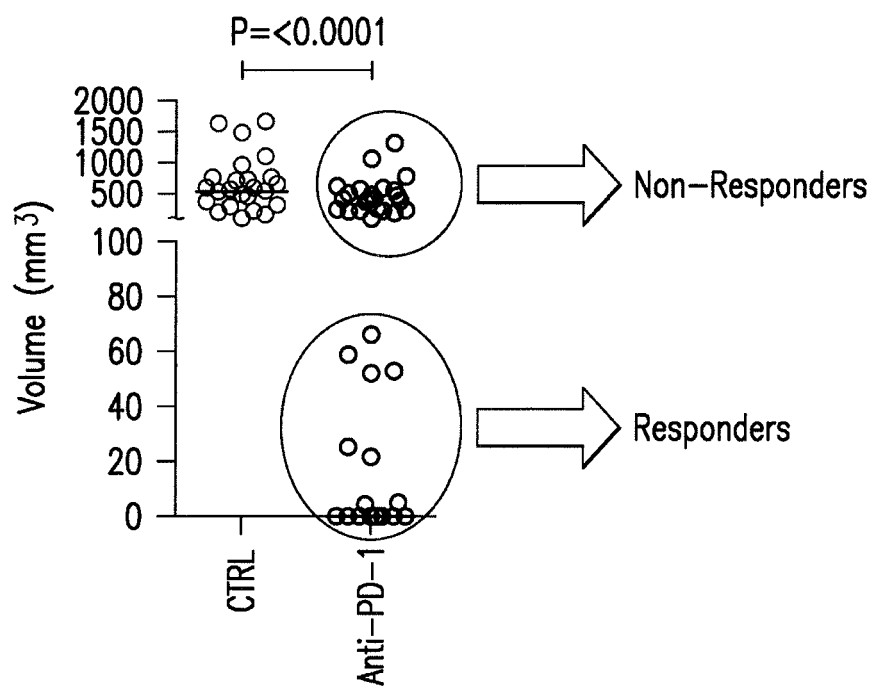 P=<0.0001
Volume (mm³)
2000
1500
1000
500
100
80
60
40
20
0
Non-Responders
Responders
CTRL
Anti-PD-1